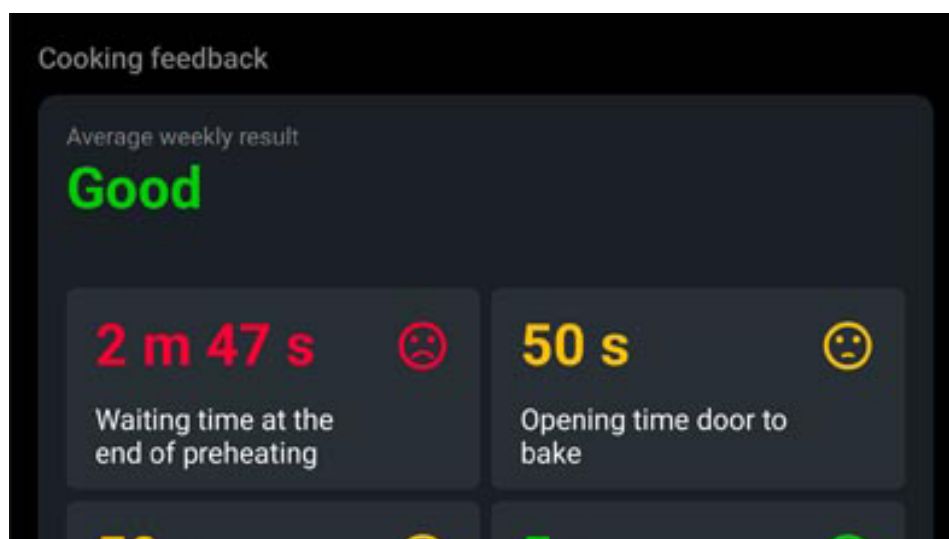 Cooking feedback
Average weekly result
Good
2 m 47 s
50 s
Waiting time at the
end of preheating
Opening time door to
bake